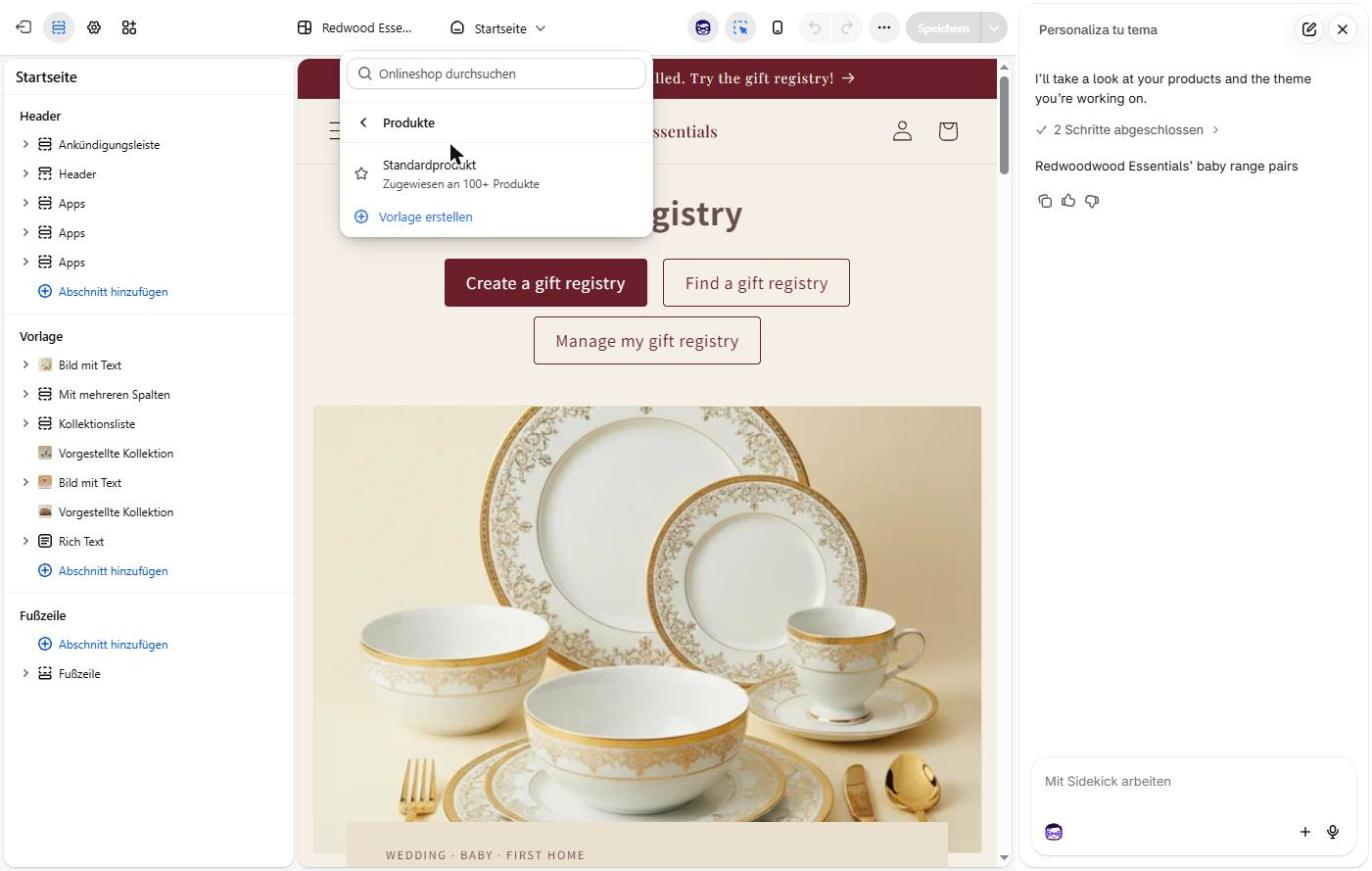 Redwood Esse...
Startseite
Speichern
Startseite
Header
Ankündigungsleiste
Header
Apps
Apps
Apps
Abschnitt hinzufügen
Vorlage
Bild mit Text
Mit mehreren Spalten
Kollektionsliste
Vorgestellte Kollektion
Bild mit Text
Vorgestellte Kollektion
Rich Text
Abschnitt hinzufügen
Fußzeile
Abschnitt hinzufügen
Fußzeile
Onlineshop durchsuchen
Produkte
Standardprodukt
Zugewiesen an 100+ Produkte
Vorlage erstellen
lled. Try the gift registry! →
ssentials
gistry
Create a gift registry
Find a gift registry
Manage my gift registry
WEDDING · BABY · FIRST HOME
Personaliza tu tema
I'll take a look at your products and the theme
you're working on.
2 Schritte abgeschlossen
Redwoodwood Essentials' baby range pairs
Mit Sidekick arbeiten